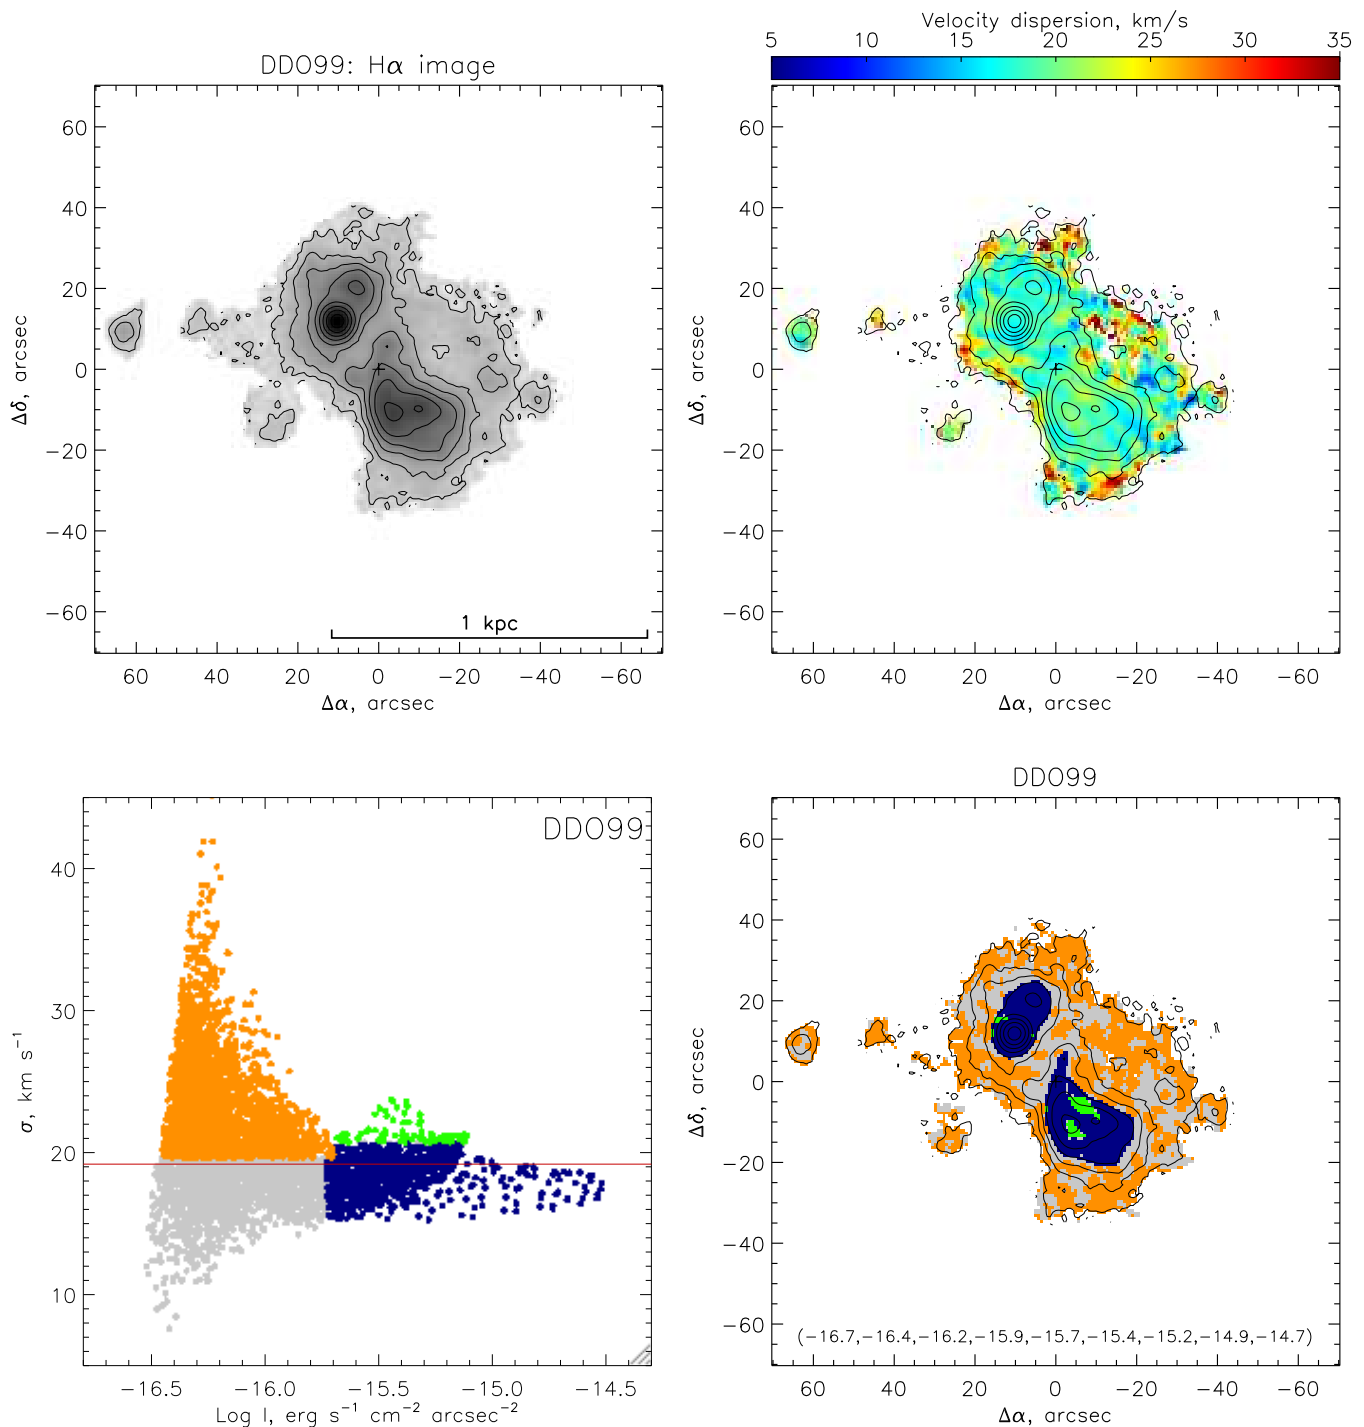 DDO99: Hα image
60
40
20
0
−20
−40
−60
Δδ, arcsec
1 kpc
60 40 20 0 −20 −40 −60
Δα, arcsec
Velocity dispersion, km/s
5 10 15 20 25 30 35
60
40
20
0
−20
−40
−60
Δδ, arcsec
60 40 20 0 −20 −40 −60
Δα, arcsec
DDO99
40
30
20
10
σ, km s⁻¹
−16.5 −16.0 −15.5 −15.0 −14.5
Log I, erg s⁻¹ cm⁻² arcsec⁻²
DDO99
60
40
20
0
−20
−40
−60
Δδ, arcsec
(−16.7,−16.4,−16.2,−15.9,−15.7,−15.4,−15.2,−14.9,−14.7)
60 40 20 0 −20 −40 −60
Δα, arcsec